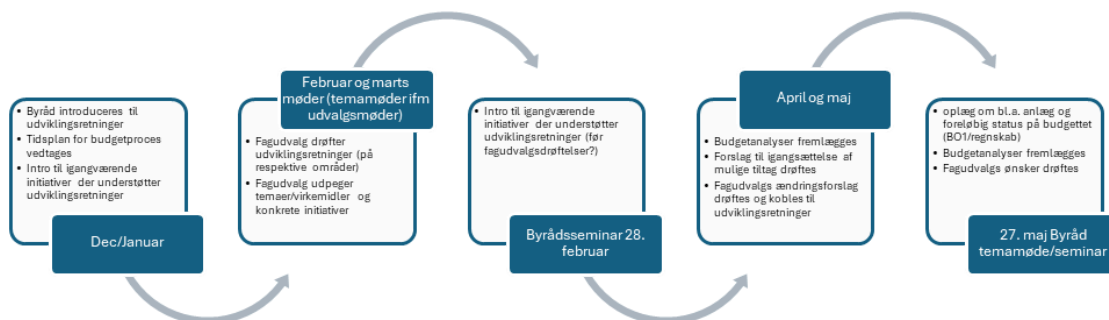 • Byråd introduceres til
udviklingsretninger
• Tidsplan for budgetproces
vedtages
• Intro til igangværende
initiativer der understøtter
udviklingsretninger
Dec/Januar
Februar og marts
møder (temamøder ifm
udvalgsmøder)
• Fagudvalg drøfter
udviklingsretninger (på
respektive områder)
• Fagudvalg udpeger
temaer/virkemidler og
konkrete initiativer
• Intro til igangværende
initiativer der understøtter
udviklingsretninger (før
fagudvalgsdrøftelser?)
Byrådsseminar 28.
februar
April og maj
• Budgetanalyser fremlægges
• Forslag til igangsættelse af
mulige tiltag drøftes
• Fagudvalgs ændringsforslag
drøftes og kobles til
udviklingsretninger
• oplæg om bl.a. anlæg og
foreløbig status på budgettet
(BO1/regnskab)
• Budgetanalyser fremlægges
• Fagudvalgs ønsker drøftes
27. maj Byråd
temamøde/seminar